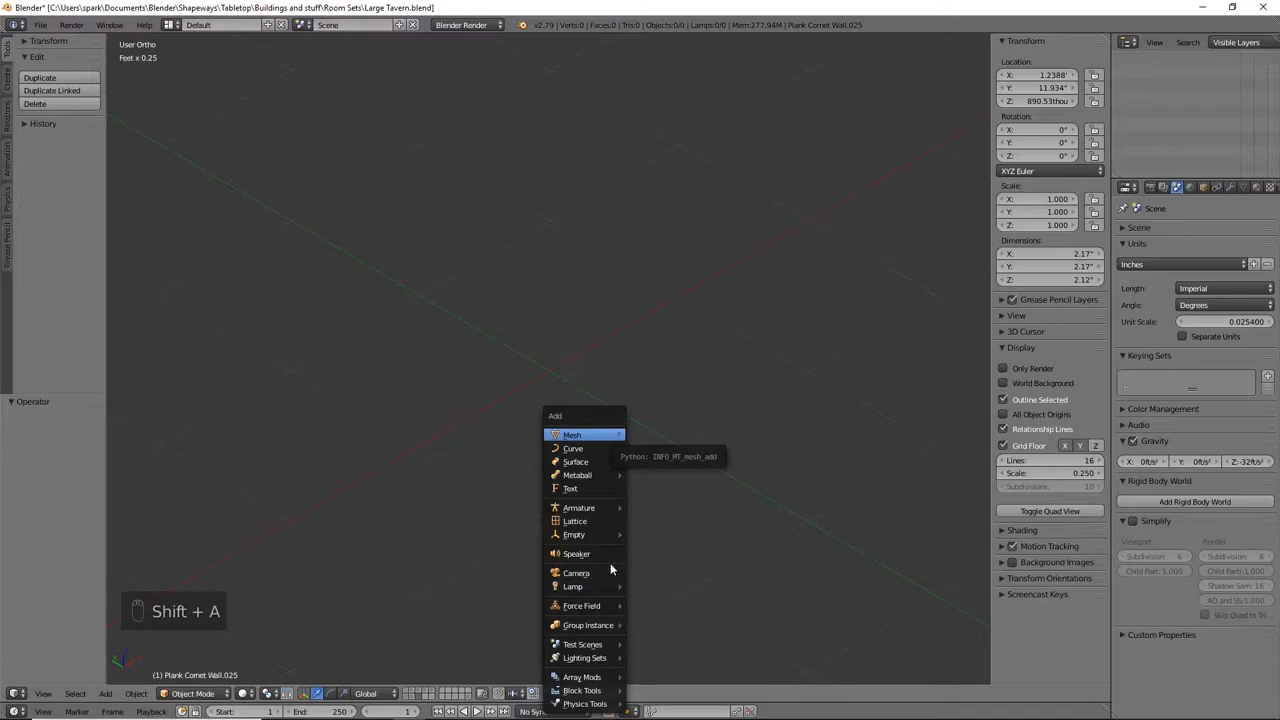 Blender* [C:\Users\spark\Documents\Blender\Shapeways\Tabletop\Buildings and stuff\Room Sets\Large Tavern.blend]
File Render Window Help Default Scene Blender Render v2.79 | Verts:0 | Faces:0 | Tris:0 | Objects:0/0 | Lamps:0/0 | Mem:277.94M | Plank Cornet Wall.025
View Search Visible Layers
Tools
Create
Relations
Animation
Physics
Grease Pencil
Transform
Edit
Duplicate
Duplicate Linked
Delete
History
Operator
User Ortho
Feet x 0.25
Add
Mesh
Curve
Surface
Metaball
Text
Armature
Lattice
Empty
Speaker
Camera
Lamp
Force Field
Group Instance
Test Scenes
Lighting Sets
Array Mods
Block Tools
Physics Tools
Python: INFO_MT_mesh_add
Shift + A
(1) Plank Cornet Wall.025
Transform
Location:
X: 1.2388'
Y: 11.934"
Z: 890.53thou
Rotation:
X: 0°
Y: 0°
Z: 0°
XYZ Euler
Scale:
X: 1.000
Y: 1.000
Z: 1.000
Dimensions:
X: 2.17"
Y: 2.17"
Z: 2.12"
Grease Pencil Layers
View
3D Cursor
Display
Only Render
World Background
Outline Selected
All Object Origins
Relationship Lines
Grid Floor X Y Z
Lines: 16
Scale: 0.250
Subdivisions: 10
Toggle Quad View
Shading
Motion Tracking
Background Images
Transform Orientations
Screencast Keys
Scene
Scene
Units
Inches
Length: Imperial
Angle: Degrees
Unit Scale: 0.025400
Separate Units
Keying Sets
Color Management
Audio
Gravity
X: 0ft/s² Y: 0ft/s² Z:-32ft/s²
Rigid Body World
Add Rigid Body World
Simplify
Viewport: Render:
Subdivision: 6 Subdivision: 6
Child Part: 1.000 Child Part: 1.000
Shadow Sam: 16
AO and SS: 1.000
Skip Quad to Tri...
Custom Properties
View Select Add Object Object Mode Global
View Marker Frame Playback Start: 1 End: 250 1